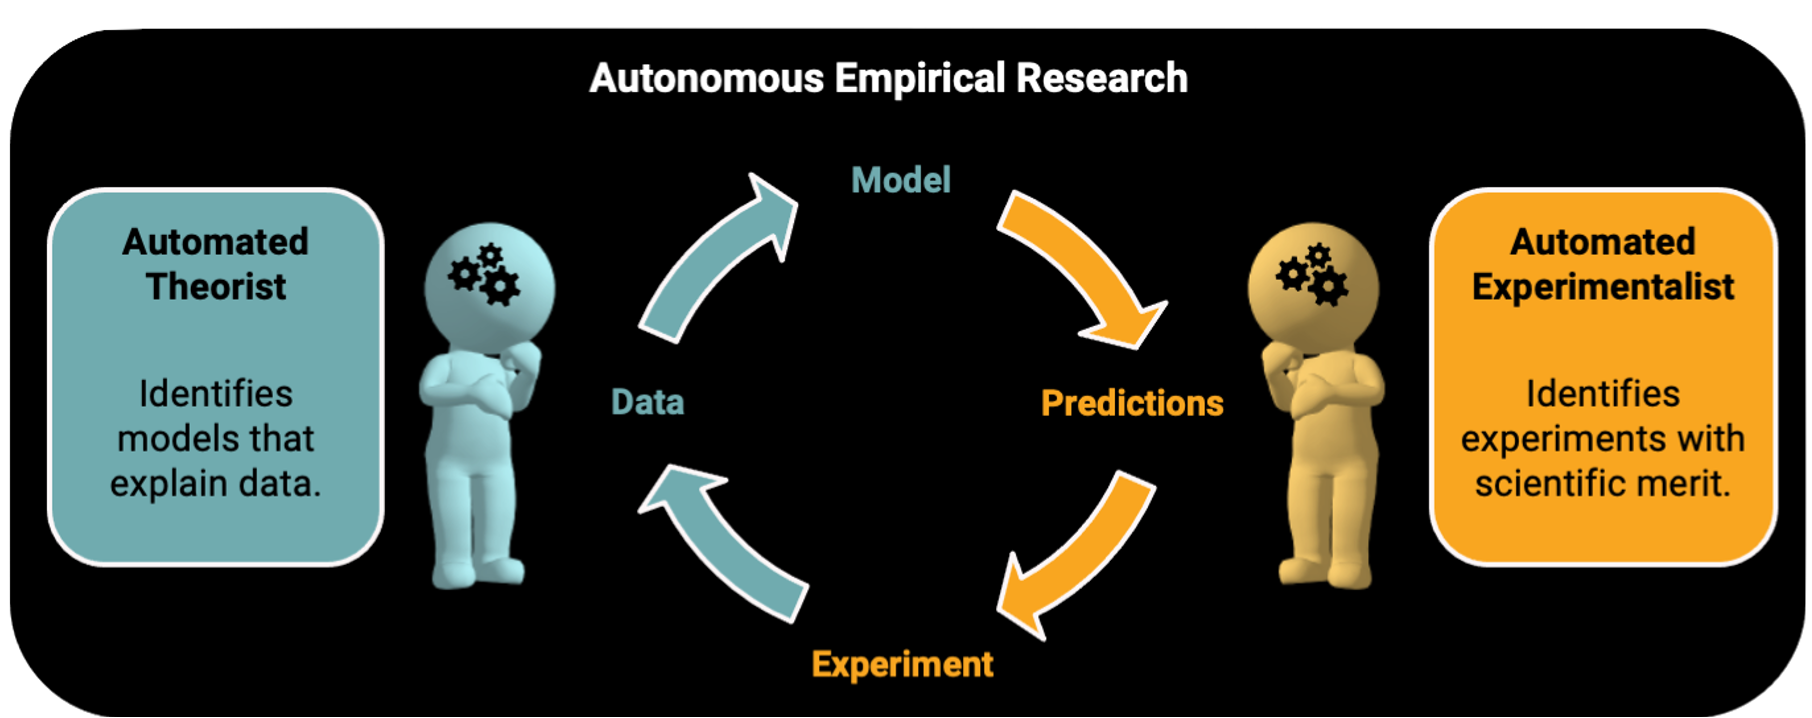 Autonomous Empirical Research
Model
Automated
Theorist
Identifies
models that
explain data.
Data
Predictions
Automated
Experimentalist
Identifies
experiments with
scientific merit.
Experiment